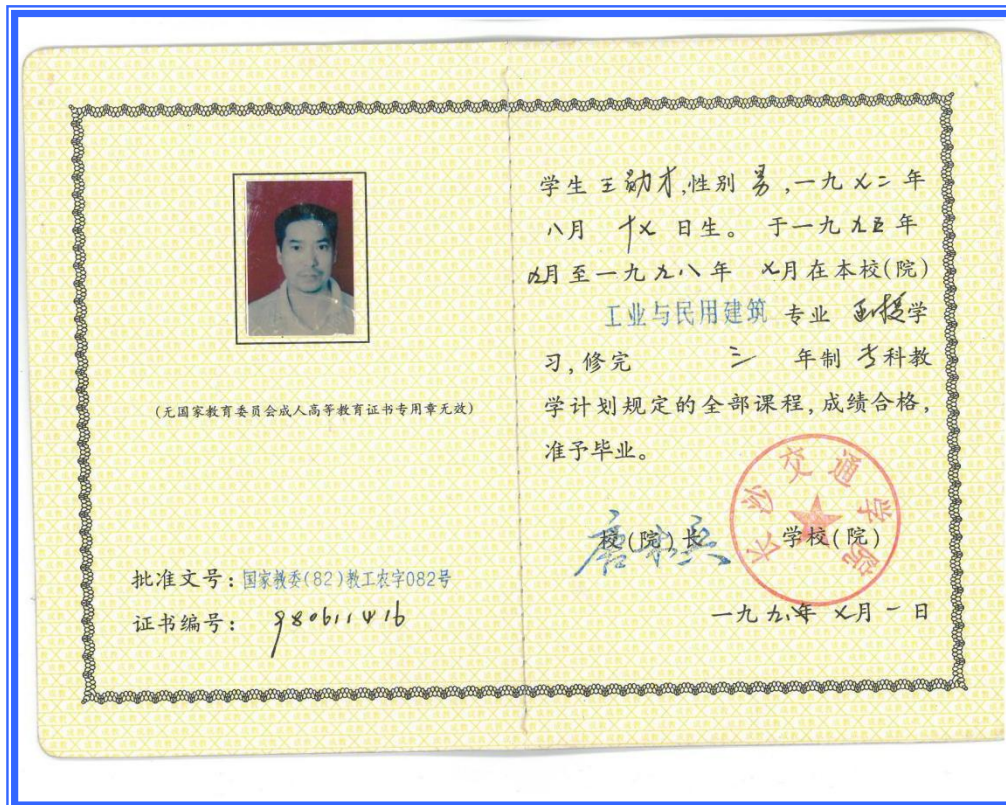 (无国家教育委员会成人高等教育证书专用章无效)
批准文号：国家教委(82)教工农字082号
证书编号：980611416
学生 王勋才,性别 男,一九七二年
八月 十七 日生。于一九九五年
九月至一九九八年 七月在本校(院)
工业与民用建筑 专业 函授学
习,修完 三 年制 专科教
学计划规定的全部课程,成绩合格,
准予毕业。
校(院)长 学校(院)
长沙交通学院
一九九八年 七月 一 日